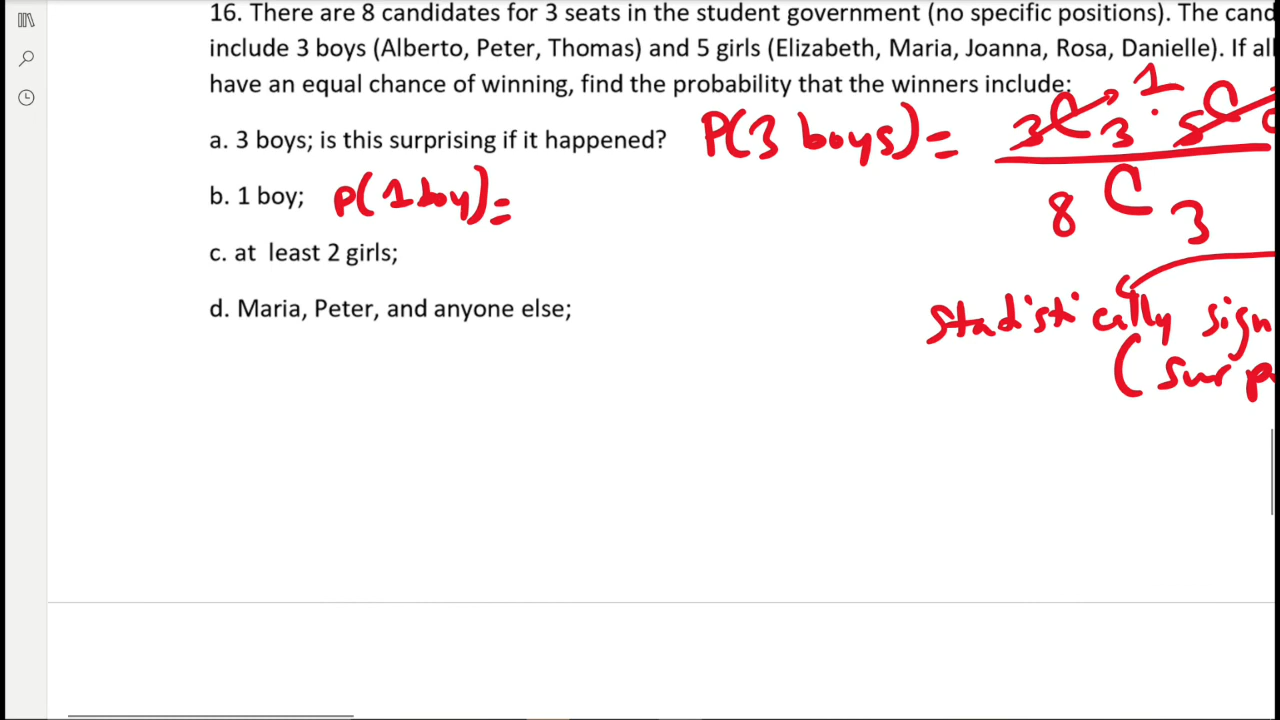 16. There are 8 candidates for 3 seats in the student government (no specific positions). The cand
include 3 boys (Alberto, Peter, Thomas) and 5 girls (Elizabeth, Maria, Joanna, Rosa, Danielle). If all
have an equal chance of winning, find the probability that the winners include:
a. 3 boys; is this surprising if it happened? P(3 boys) = 3C3 1 · 5C
8C3
b. 1 boy; P(1 boy) =
c. at least 2 girls;
d. Maria, Peter, and anyone else;
statistically sign
(surp